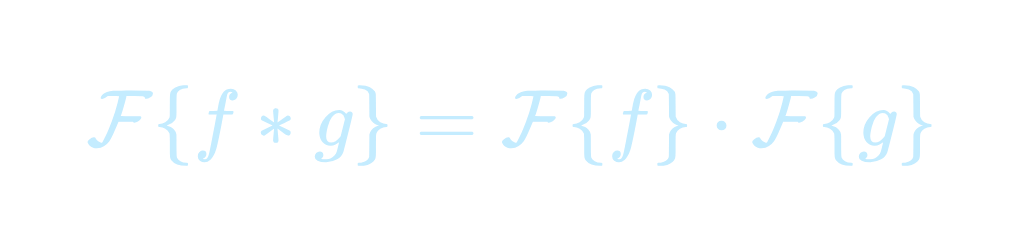 ℱ{f ∗ g} = ℱ{f} · ℱ{g}